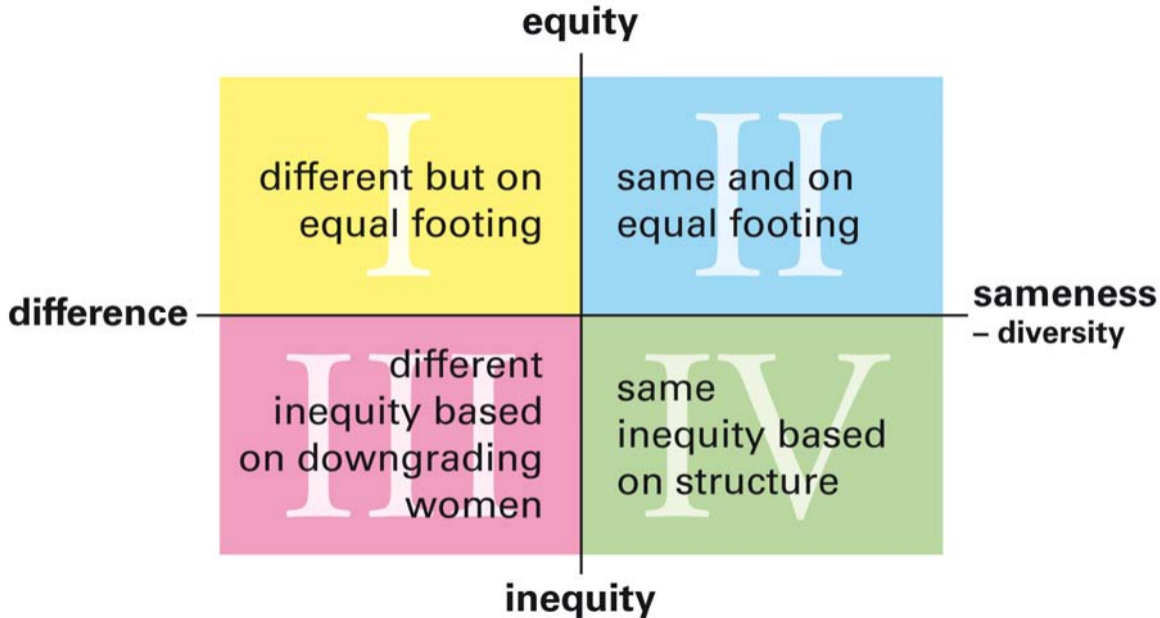 equity
I
different but on
equal footing
II
same and on
equal footing
difference
sameness
– diversity
III
different
inequity based
on downgrading
women
IV
same
inequity based
on structure
inequity